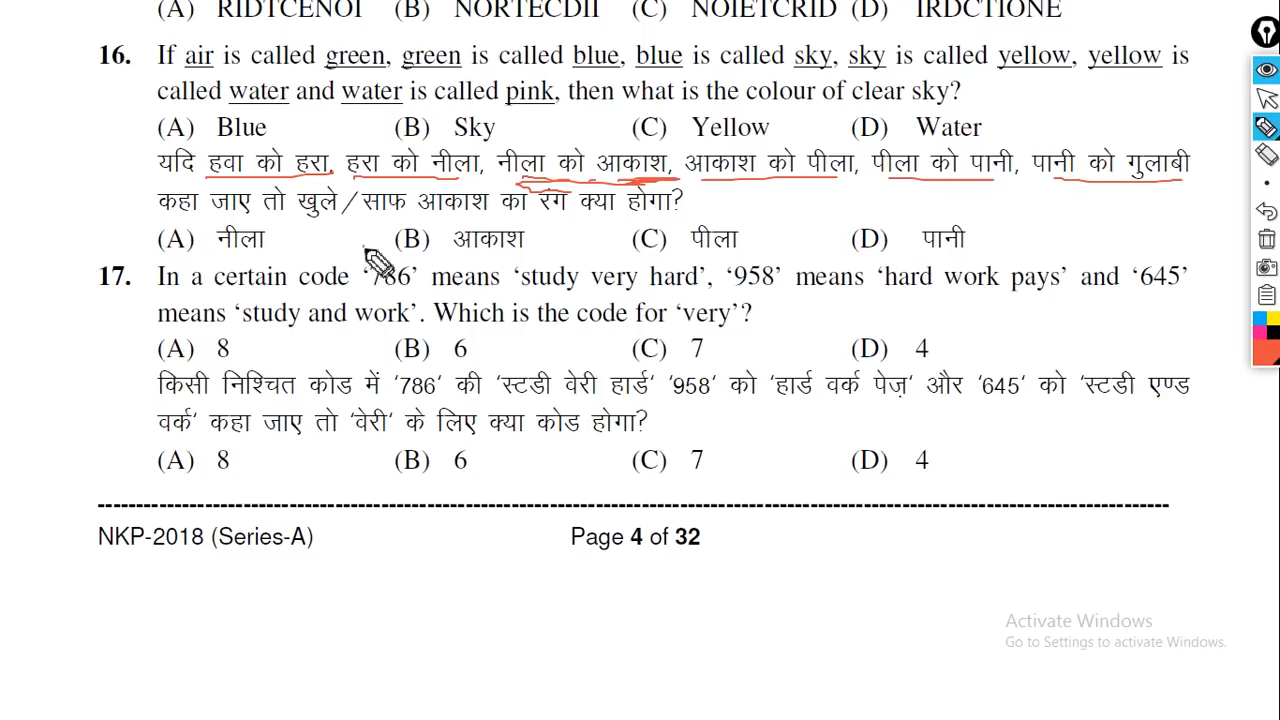 (A) RIDTCENOI (B) NORTECDII (C) NOIETCRID (D) IRDCTIONE
16. If air is called green, green is called blue, blue is called sky, sky is called yellow, yellow is
called water and water is called pink, then what is the colour of clear sky?
(A) Blue (B) Sky (C) Yellow (D) Water
यदि हवा को हरा, हरा को नीला, नीला को आकाश, आकाश को पीला, पीला को पानी, पानी को गुलाबी
कहा जाए तो खुले/साफ आकाश का रंग क्या होगा?
(A) नीला (B) आकाश (C) पीला (D) पानी
17. In a certain code ‘786’ means ‘study very hard’, ‘958’ means ‘hard work pays’ and ‘645’
means ‘study and work’. Which is the code for ‘very’?
(A) 8 (B) 6 (C) 7 (D) 4
किसी निश्चित कोड में ‘786‘ की ‘स्टडी वेरी हार्ड‘ ‘958‘ को ‘हार्ड वर्क पेज़‘ और ‘645‘ को ‘स्टडी एण्ड
वर्क‘ कहा जाए तो ‘वेरी‘ के लिए क्या कोड होगा?
(A) 8 (B) 6 (C) 7 (D) 4
NKP-2018 (Series-A) Page 4 of 32
Activate Windows
Go to Settings to activate Windows.